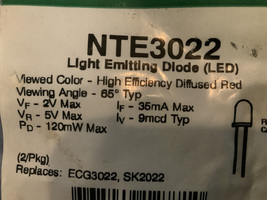 NTE3022
Light Emitting Diode (LED)
Viewed Color - High Efficiency Diffused Red
Viewing Angle - 65° Typ
VF - 2V Max IF - 35mA Max
VR - 5V Max IV - 9mcd Typ
PD - 120mW Max
(2/Pkg)
Replaces: ECG3022, SK2022